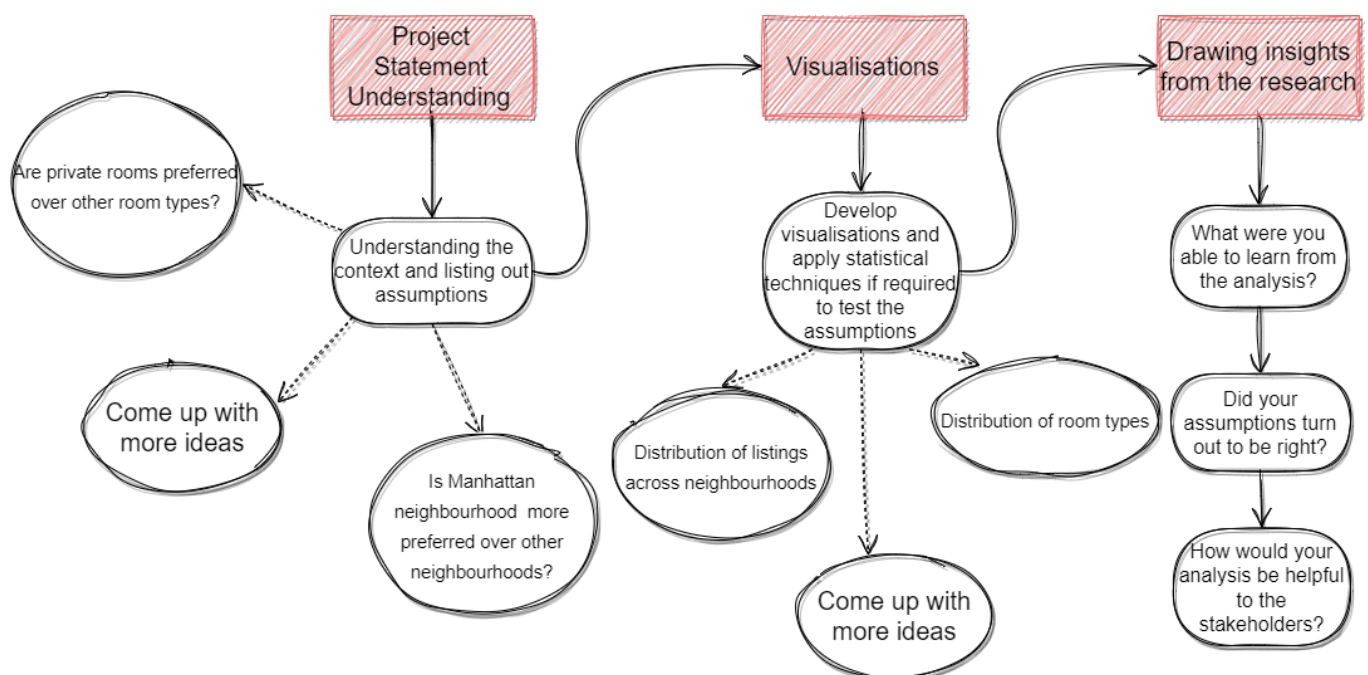 Project
Statement
Understanding
Visualisations
Drawing insights
from the research
Are private rooms preferred
over other room types?
Understanding the
context and listing out
assumptions
Come up with
more ideas
Is Manhattan
neighbourhood more
preferred over other
neighbourhoods?
Develop
visualisations and
apply statistical
techniques if required
to test the
assumptions
Distribution of listings
across neighbourhoods
Come up with
more ideas
Distribution of room types
What were you
able to learn from
the analysis?
Did your
assumptions turn
out to be right?
How would your
analysis be helpful
to the
stakeholders?